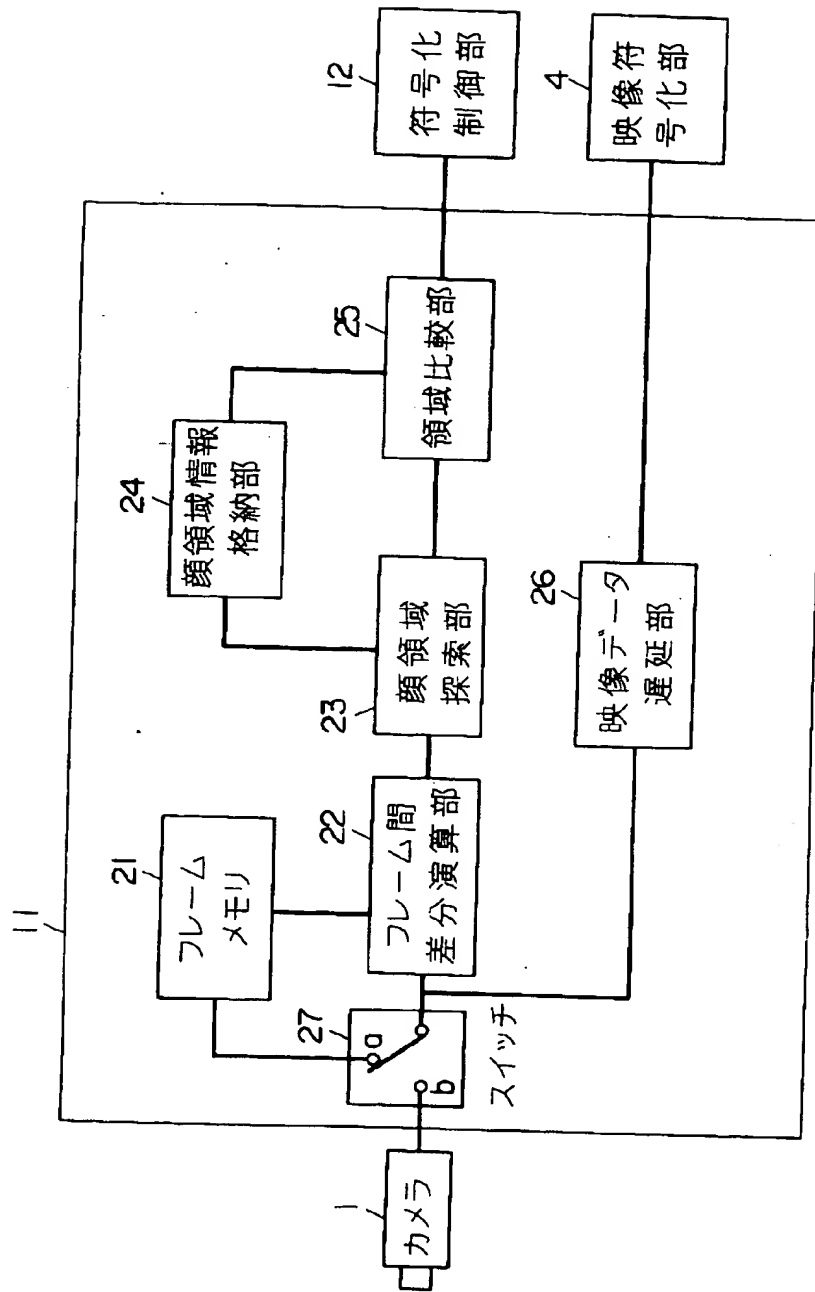 11
21
フレーム
メモリ
24
顔領域情報
格納部
12
符号化
制御部
1
カメラ
27
a
b
スイッチ
22
フレーム間
差分演算部
23
顔領域
探索部
25
領域比較部
26
映像データ
遅延部
4
映像符
号化部